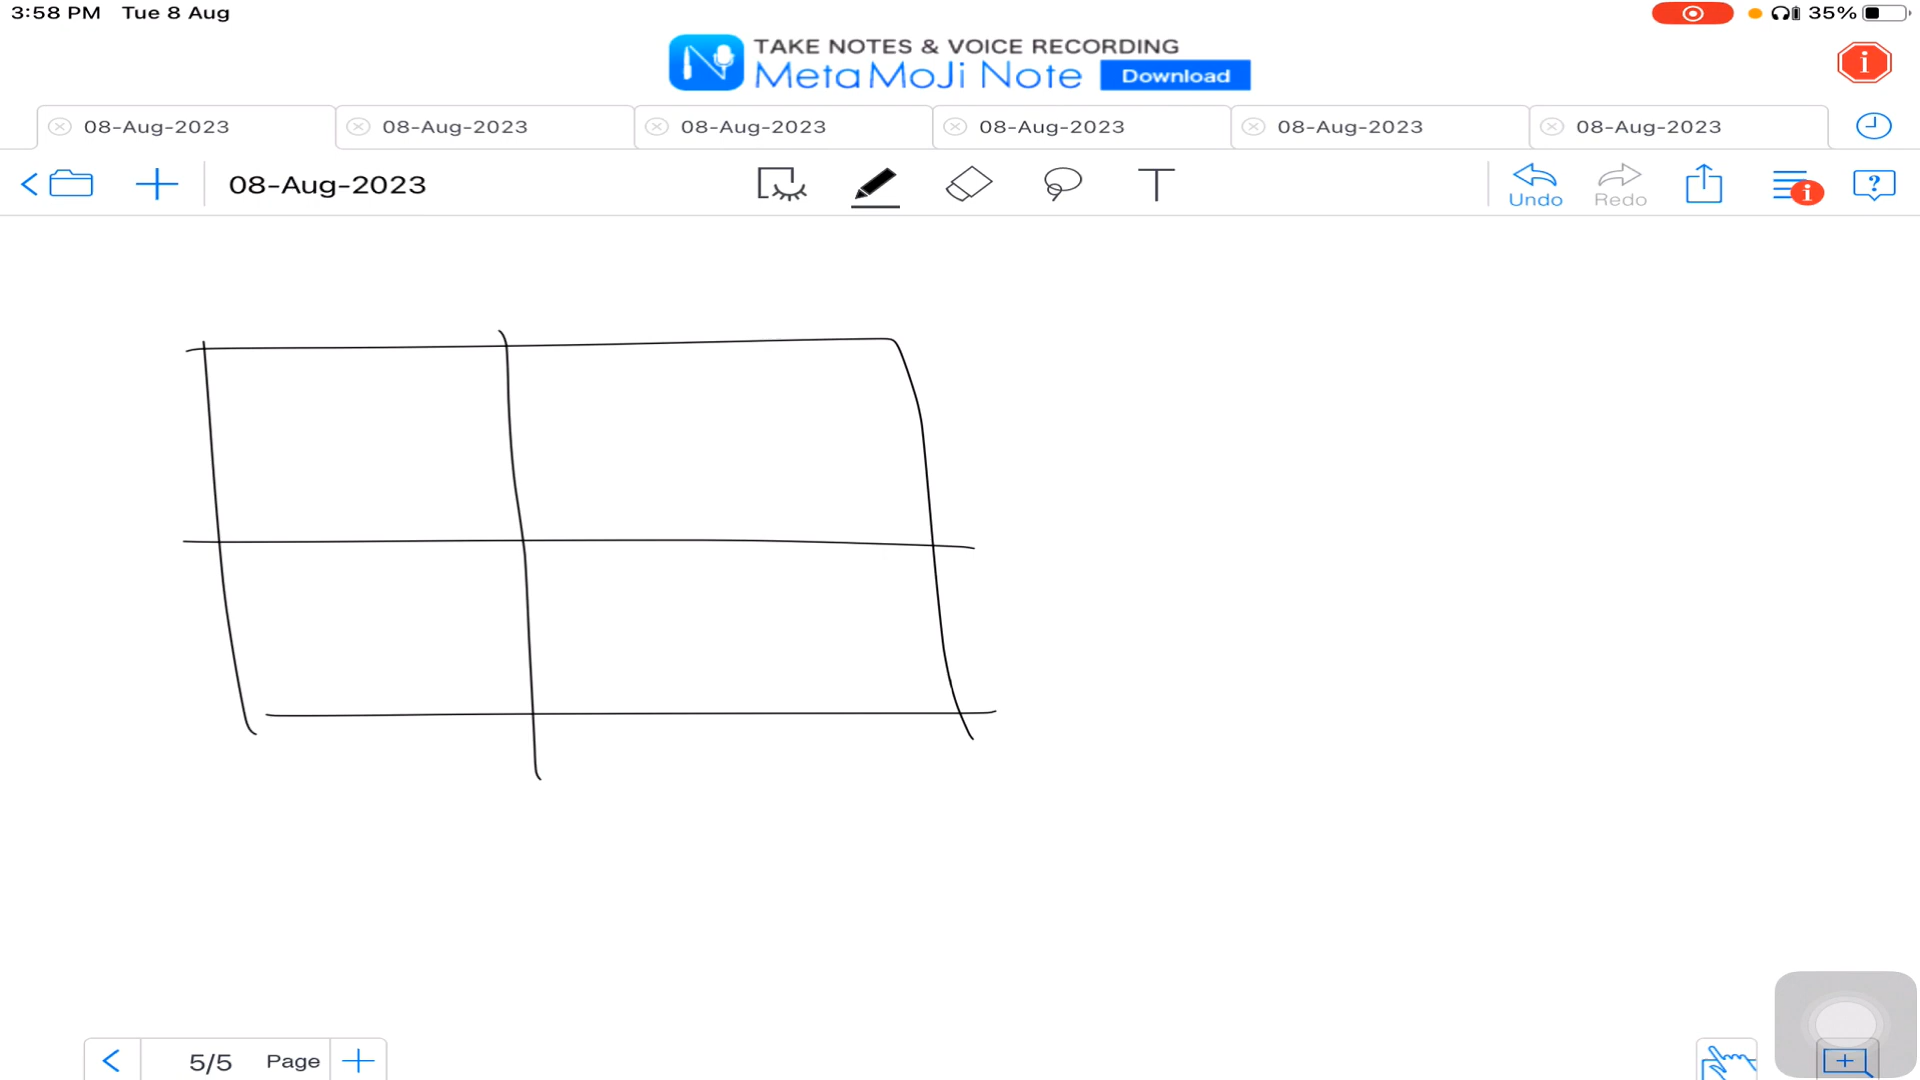 3:58 PM Tue 8 Aug 35%
TAKE NOTES & VOICE RECORDING
MetaMoJi Note Download
08-Aug-2023 08-Aug-2023 08-Aug-2023 08-Aug-2023 08-Aug-2023 08-Aug-2023
08-Aug-2023 T Undo Redo
5/5 Page